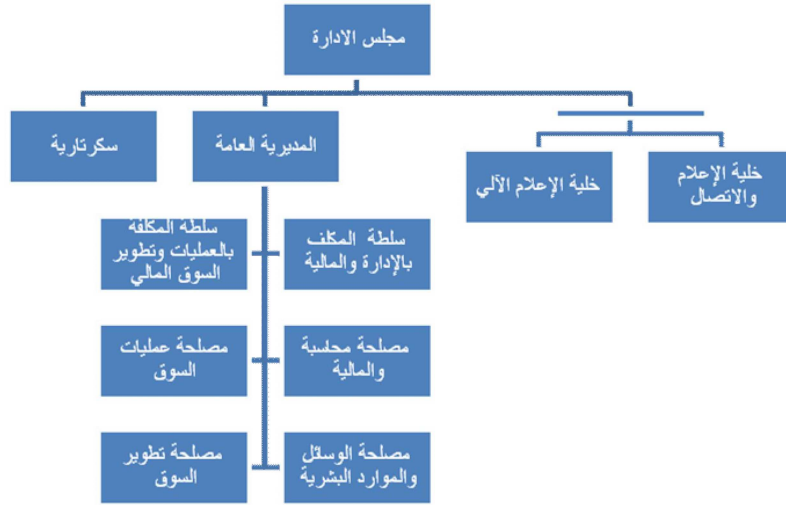 مجلس الادارة
خلية الإعلام
والاتصال
خلية الإعلام الآلي
المديرية العامة
سكرتارية
سلطة المكلف
بالإدارة والمالية
سلطة المكلفة
بالعمليات وتطوير
السوق المالي
مصلحة محاسبة
والمالية
مصلحة عمليات
السوق
مصلحة الوسائل
والموارد البشرية
مصلحة تطوير
السوق